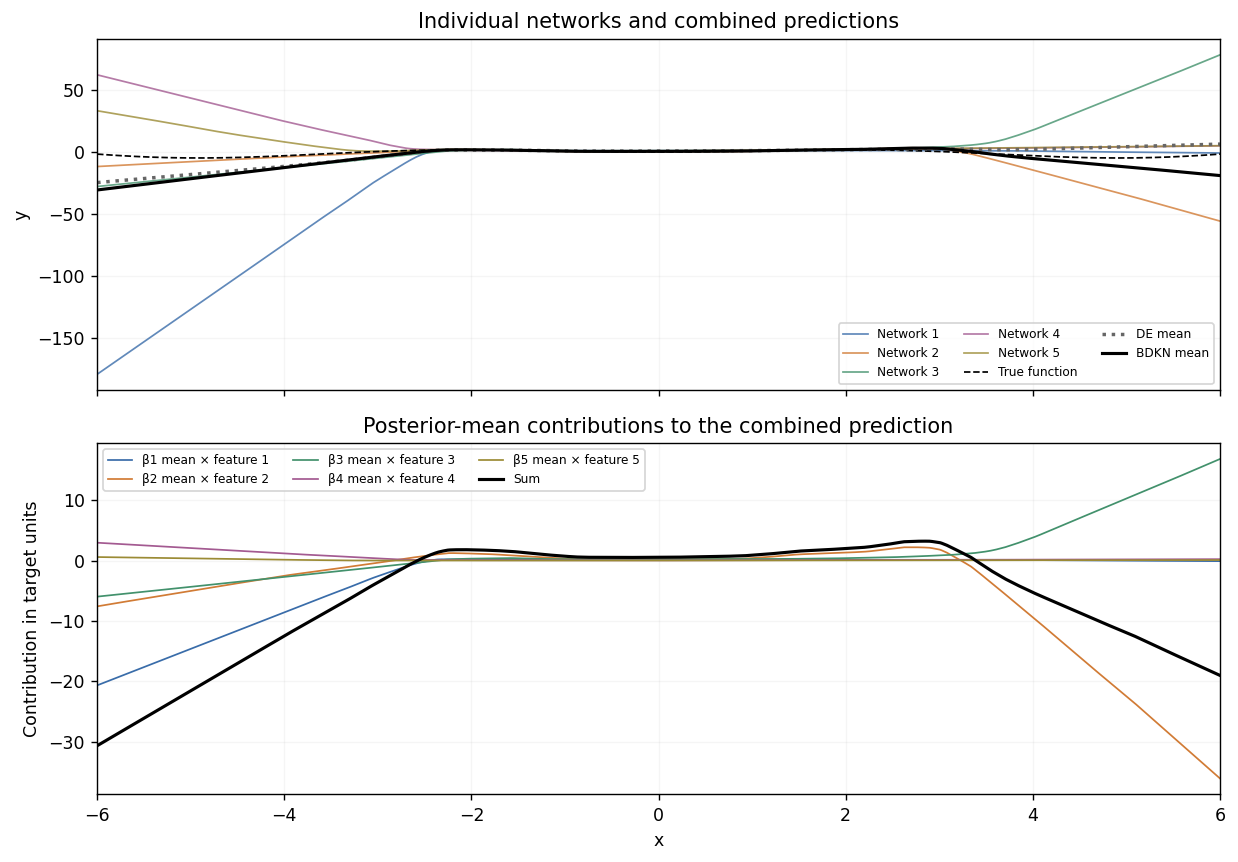 Individual networks and combined predictions
50
0
−50
−100
−150
y
Network 1
Network 2
Network 3
Network 4
Network 5
True function
DE mean
BDKN mean
Posterior-mean contributions to the combined prediction
β1 mean × feature 1
β2 mean × feature 2
β3 mean × feature 3
β4 mean × feature 4
β5 mean × feature 5
Sum
10
0
−10
−20
−30
Contribution in target units
−6
−4
−2
0
2
4
6
x